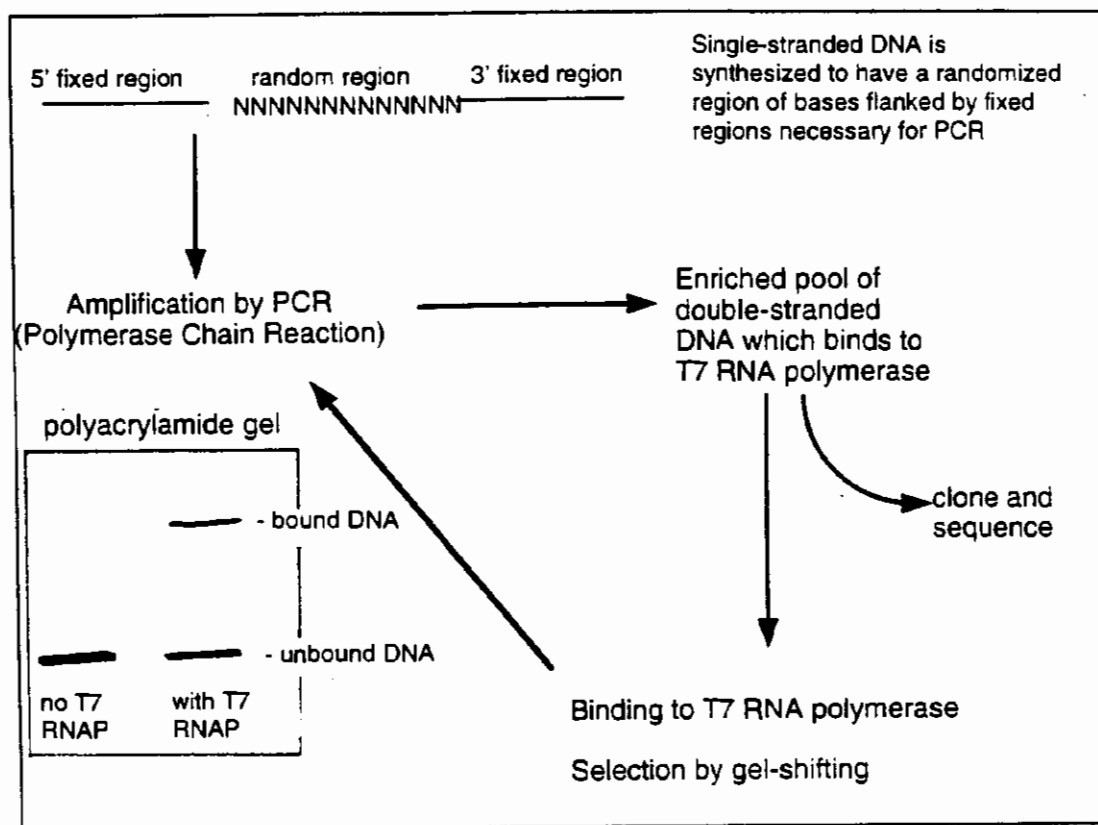 5' fixed region
random region
3' fixed region
NNNNNNNNNNNNN
Single-stranded DNA is
synthesized to have a randomized
region of bases flanked by fixed
regions necessary for PCR
Amplification by PCR
(Polymerase Chain Reaction)
Enriched pool of
double-stranded
DNA which binds to
T7 RNA polymerase
polyacrylamide gel
- bound DNA
- unbound DNA
no T7
RNAP
with T7
RNAP
clone and
sequence
Binding to T7 RNA polymerase
Selection by gel-shifting